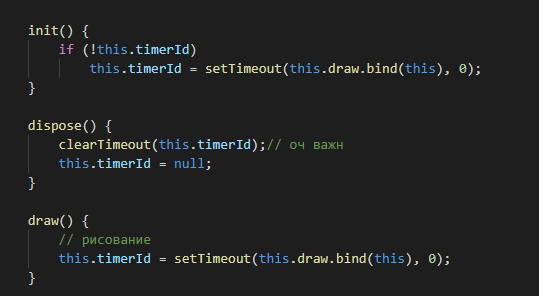 init() {
    if (!this.timerId)
        this.timerId = setTimeout(this.draw.bind(this), 0);
}

dispose() {
    clearTimeout(this.timerId);// оч важн
    this.timerId = null;
}

draw() {
    // рисование
    this.timerId = setTimeout(this.draw.bind(this), 0);
}